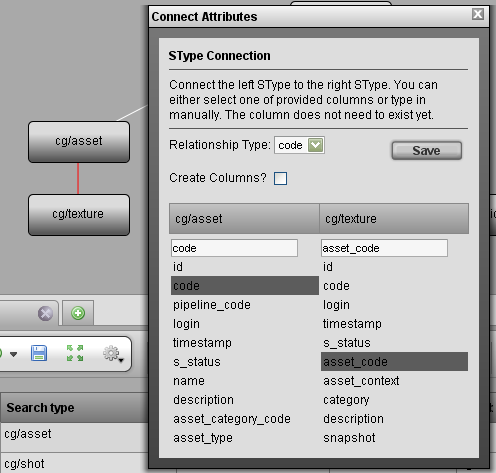 Connect Attributes
SType Connection
Connect the left SType to the right SType. You can
either select one of provided columns or type in
manually. The column does not need to exist yet.
Relationship Type: code
Save
Create Columns?
cg/asset cg/texture
code asset_code
id id
code code
pipeline_code login
login timestamp
timestamp s_status
s_status asset_code
name asset_context
description category
asset_category_code description
asset_type snapshot
cg/asset
cg/texture
Search type
cg/asset
cg/shot